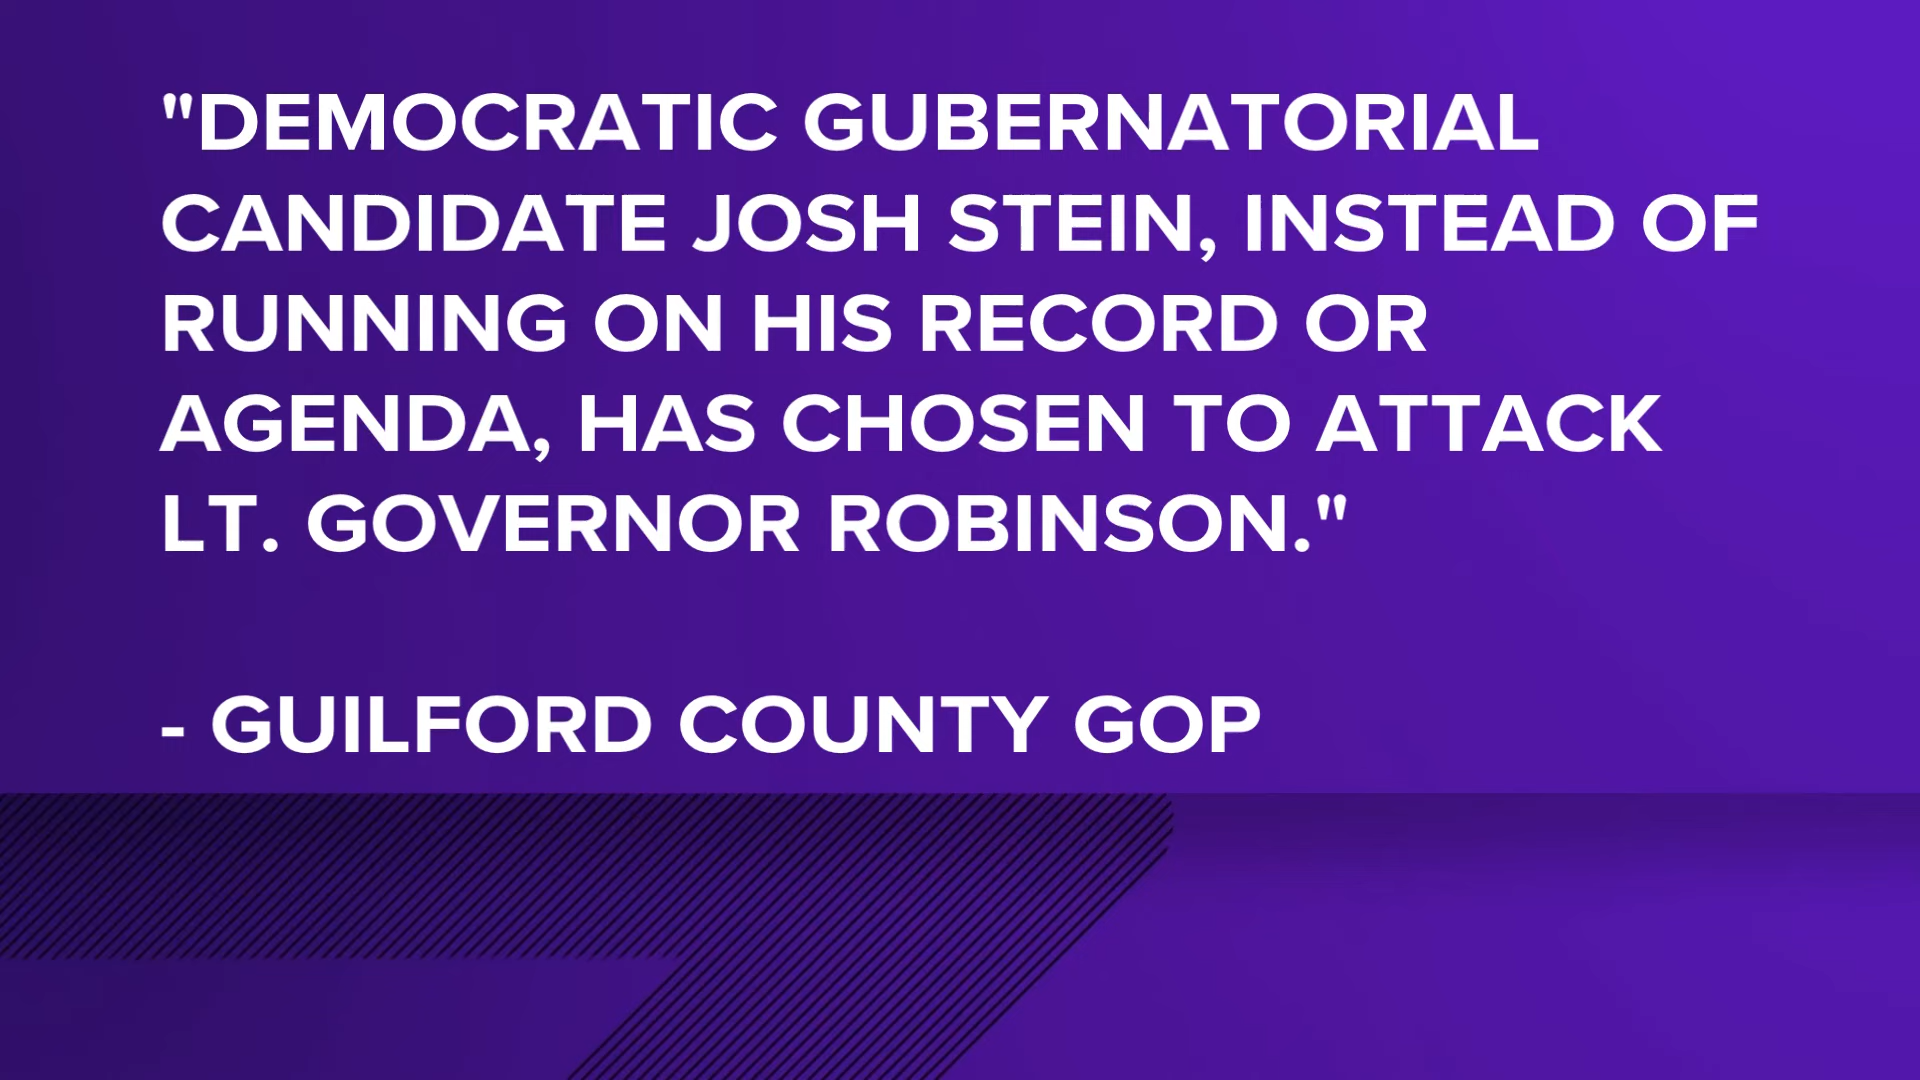 "DEMOCRATIC GUBERNATORIAL
CANDIDATE JOSH STEIN, INSTEAD OF
RUNNING ON HIS RECORD OR
AGENDA, HAS CHOSEN TO ATTACK
LT. GOVERNOR ROBINSON."
- GUILFORD COUNTY GOP